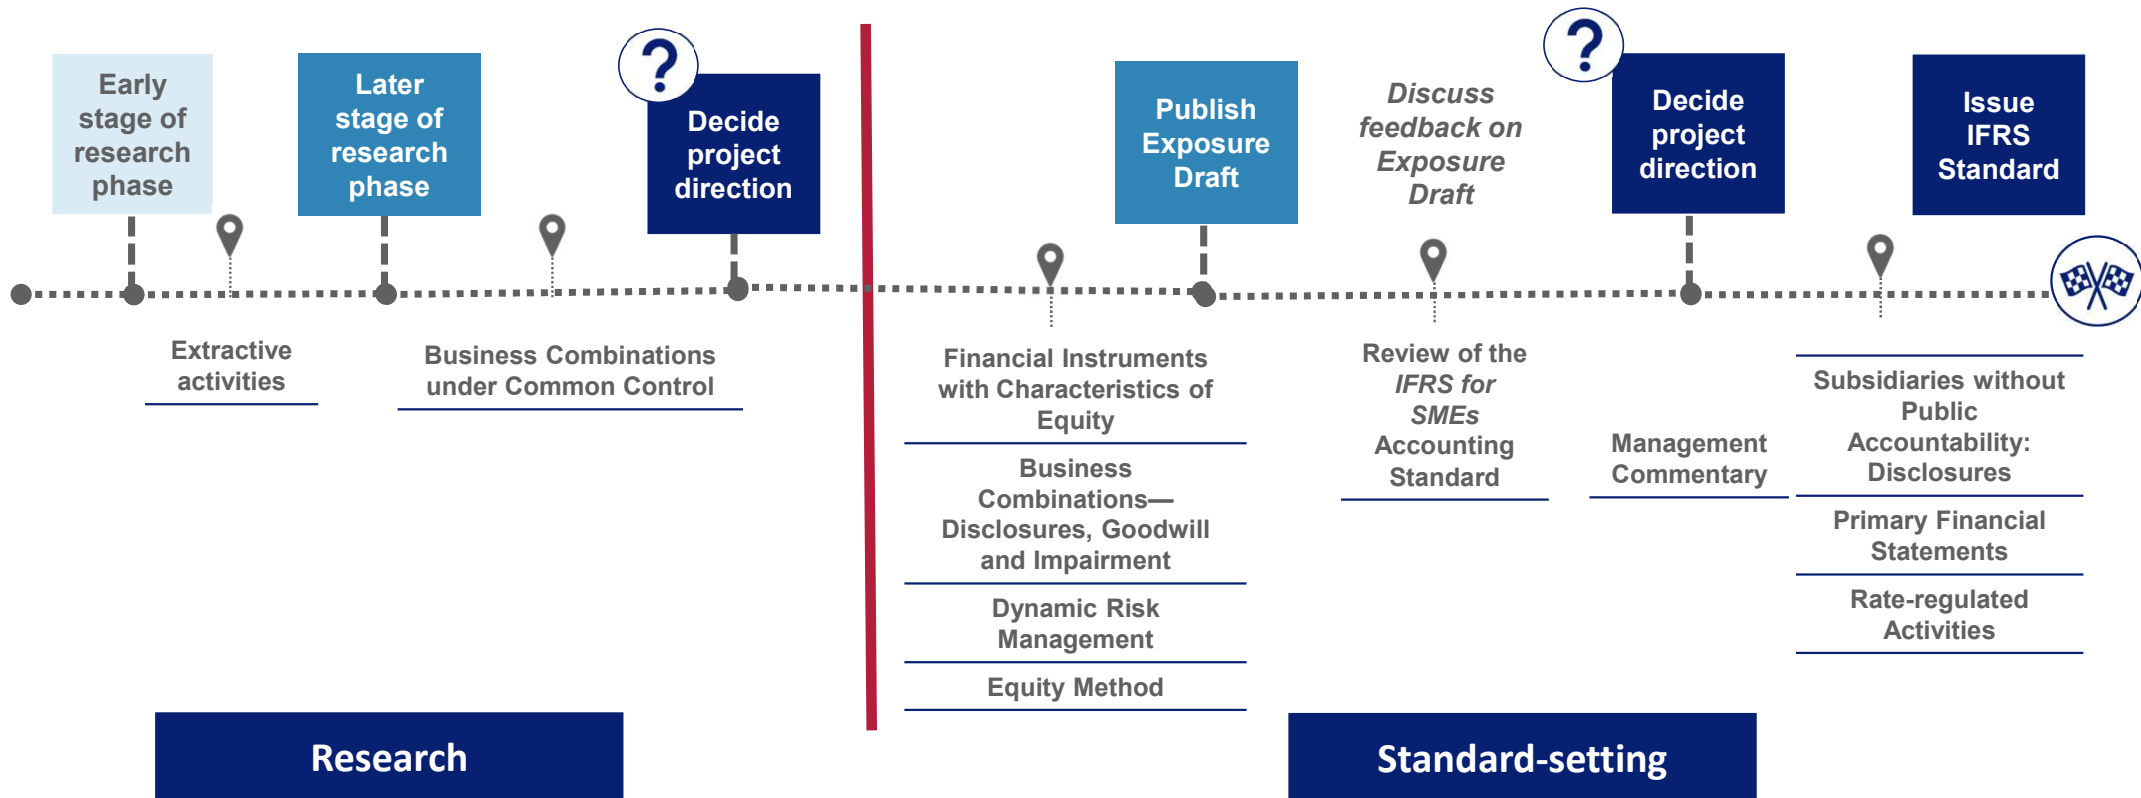 Early
stage of
research
phase
Later
stage of
research
phase
?
Decide
project
direction
Publish
Exposure
Draft
Discuss
feedback on
Exposure
Draft
?
Decide
project
direction
Issue
IFRS
Standard
Extractive
activities
Business Combinations
under Common Control
Financial Instruments
with Characteristics of
Equity
Business
Combinations—
Disclosures, Goodwill
and Impairment
Dynamic Risk
Management
Equity Method
Review of the
IFRS for
SMEs
Accounting
Standard
Management
Commentary
Subsidiaries without
Public
Accountability:
Disclosures
Primary Financial
Statements
Rate-regulated
Activities
Research
Standard-setting